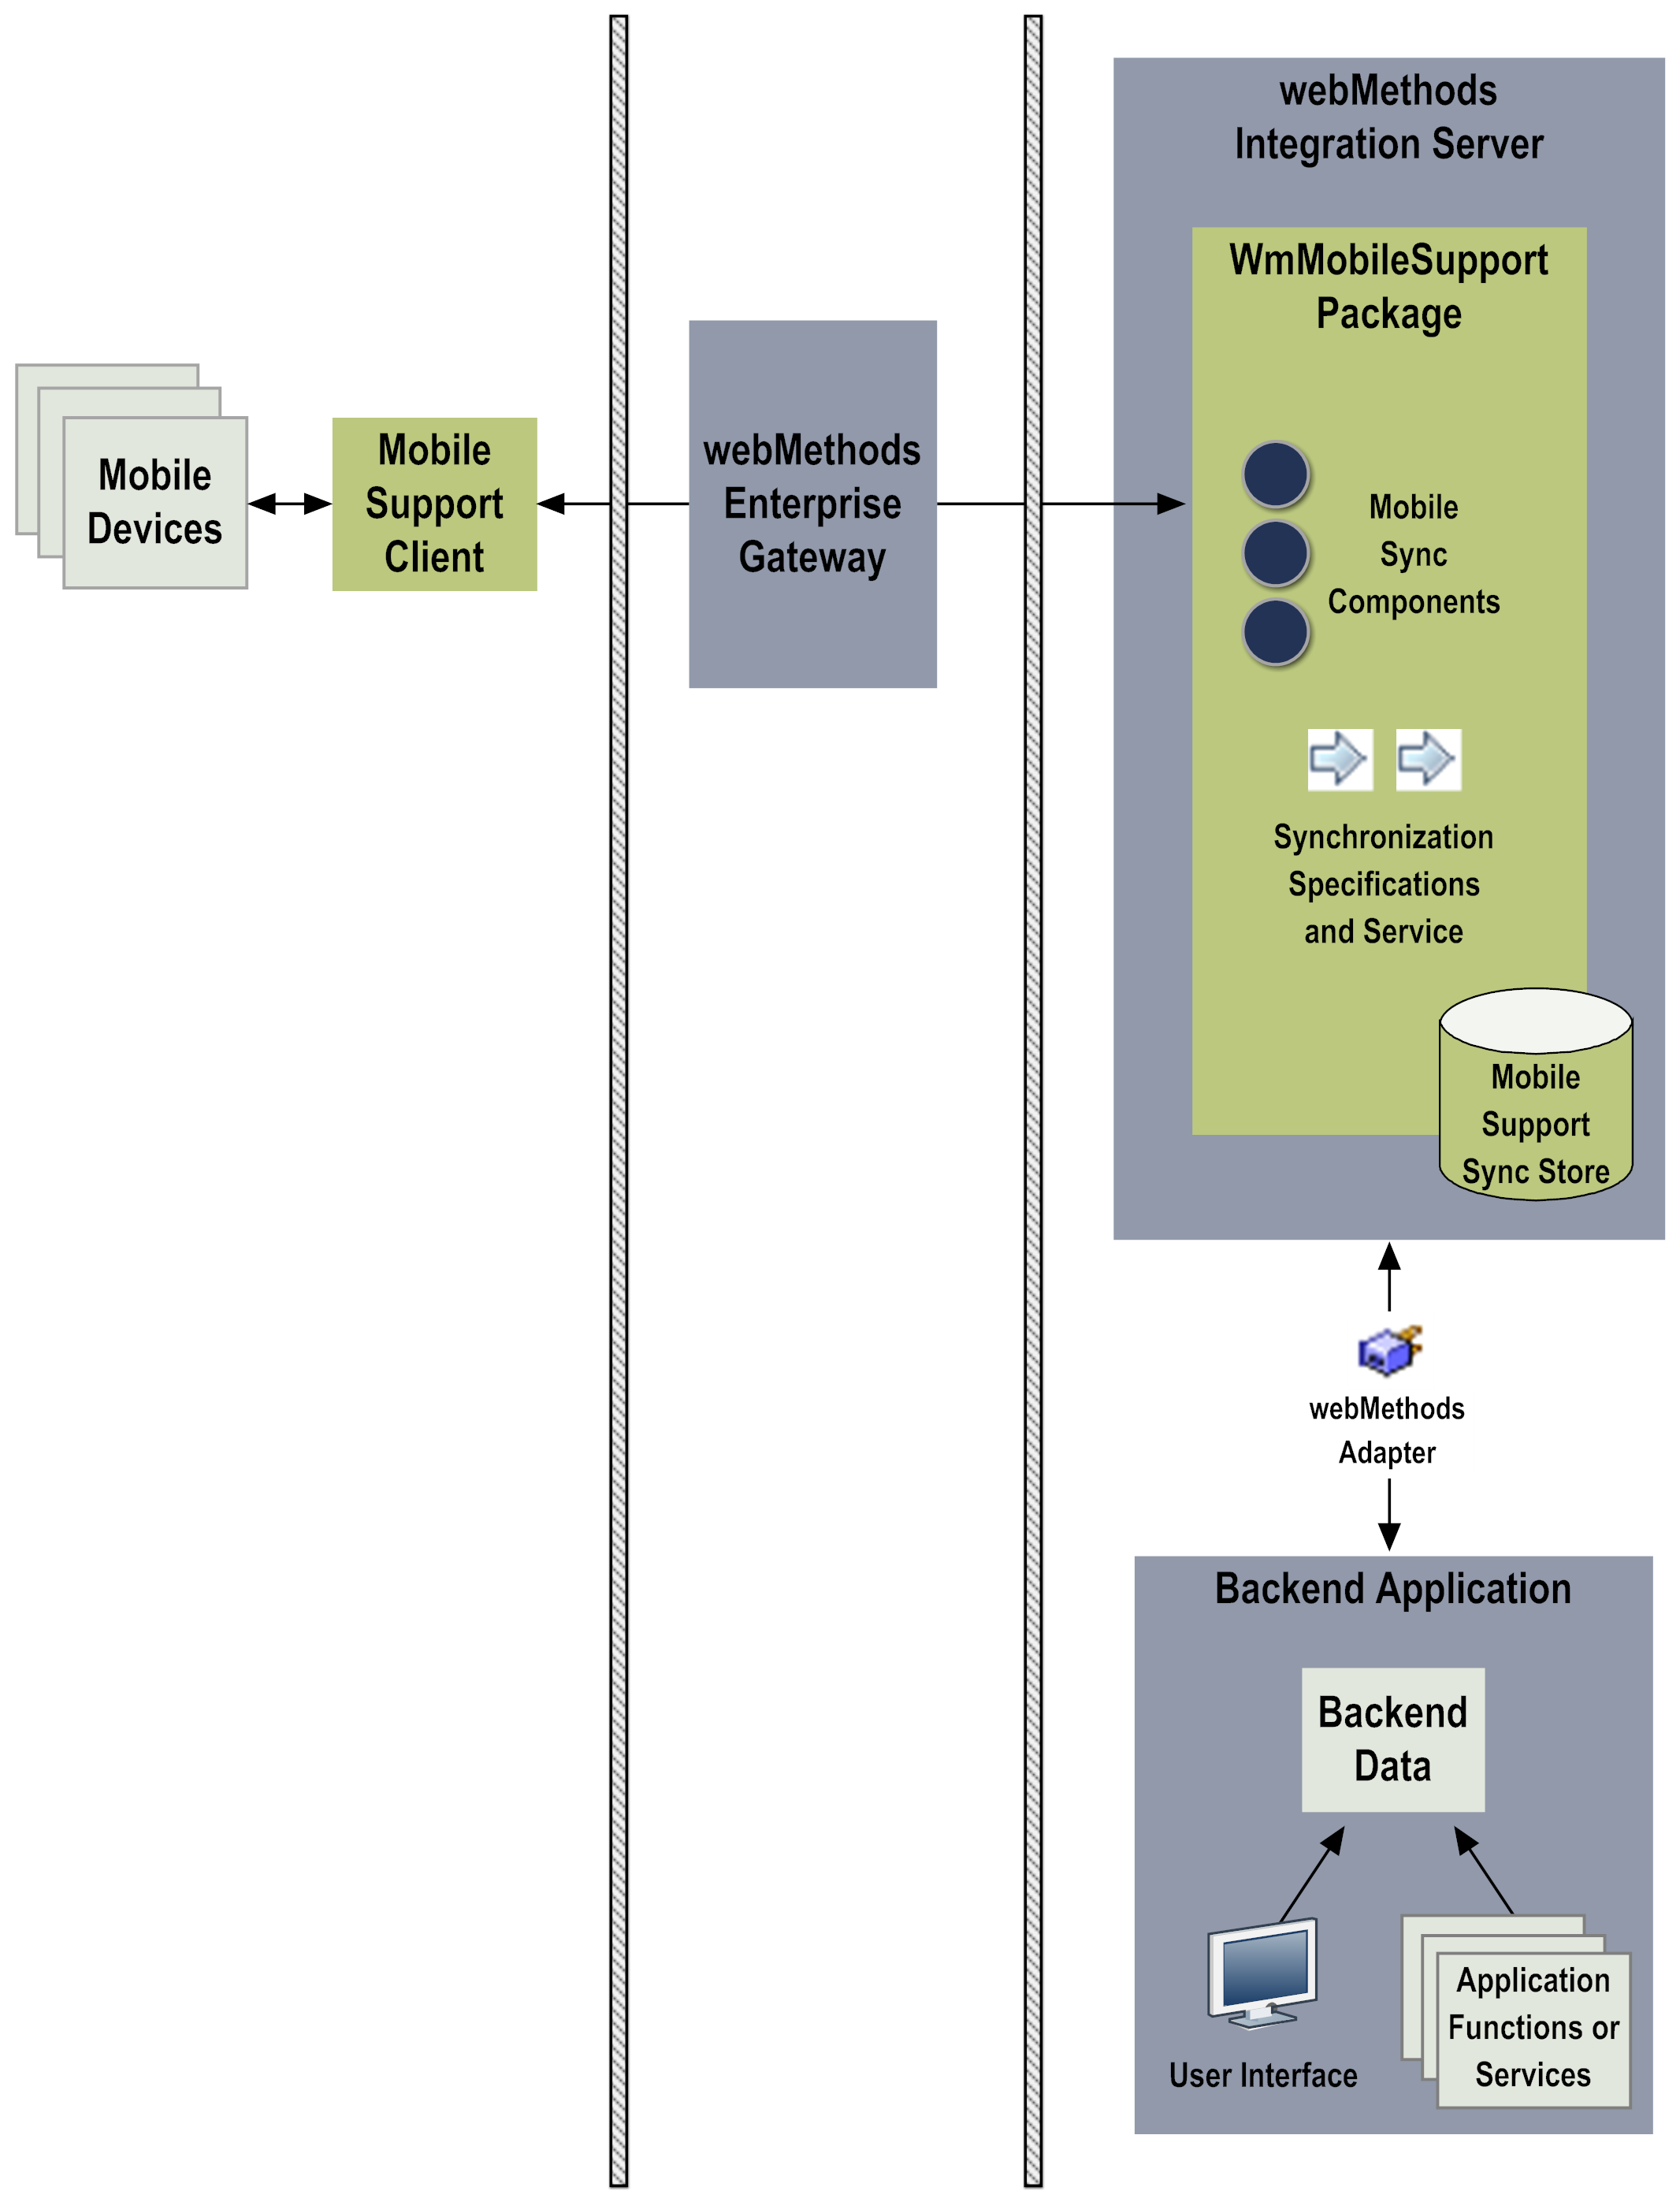 Mobile
Devices
Mobile
Support
Client
webMethods
Enterprise
Gateway
webMethods
Integration Server
WmMobileSupport
Package
Mobile
Sync
Components
Synchronization
Specifications
and Service
Mobile
Support
Sync Store
webMethods
Adapter
Backend Application
Backend
Data
User Interface
Application
Functions or
Services